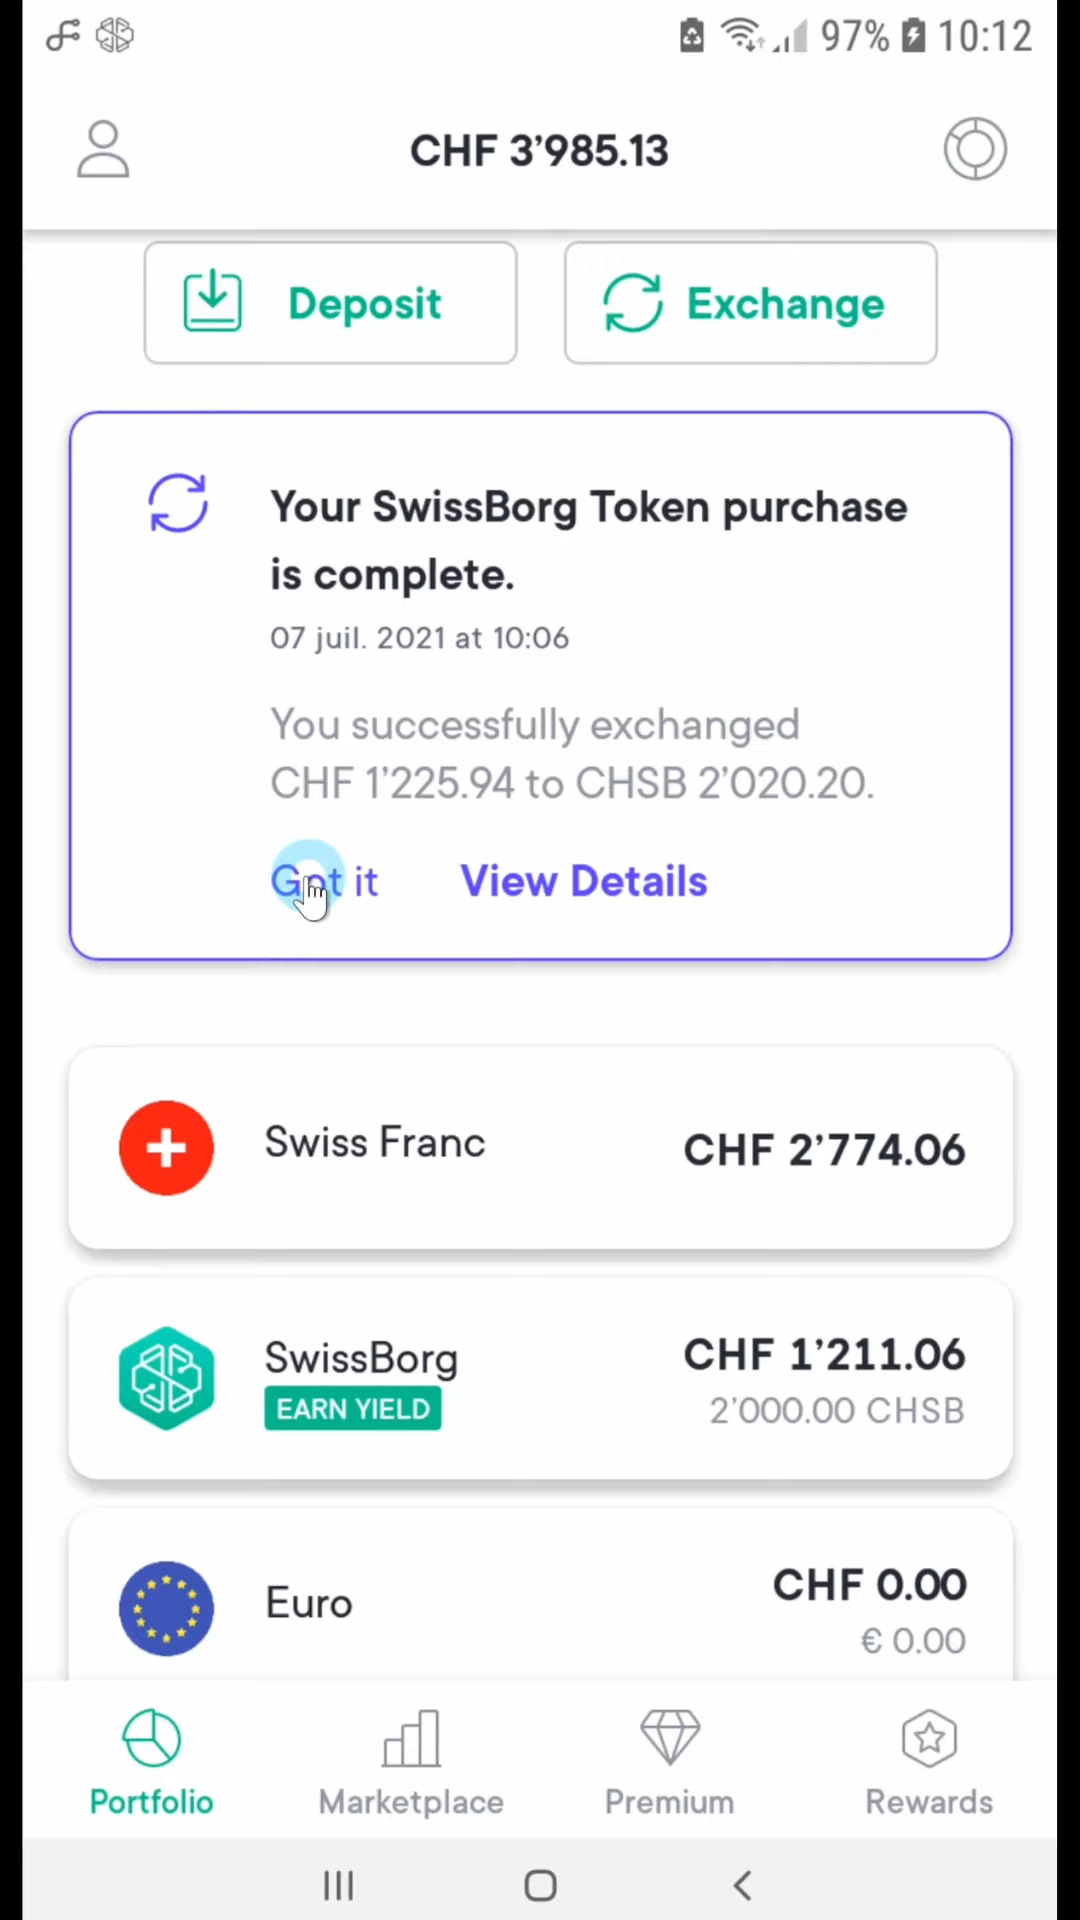 97% 10:12
CHF 3’985.13
Deposit Exchange
Your SwissBorg Token purchase
is complete.
07 juil. 2021 at 10:06
You successfully exchanged
CHF 1’225.94 to CHSB 2’020.20.
Got it View Details
Swiss Franc CHF 2’774.06
SwissBorg CHF 1’211.06
EARN YIELD 2’000.00 CHSB
Euro CHF 0.00
€ 0.00
Portfolio Marketplace Premium Rewards